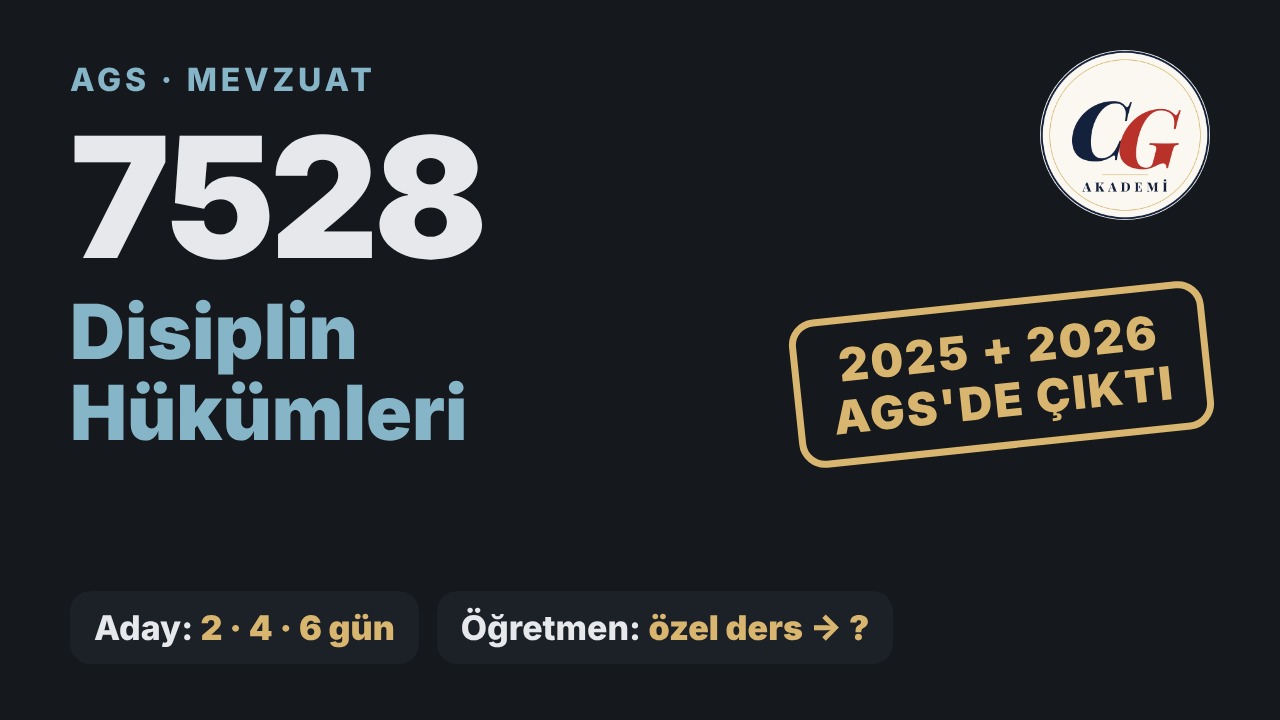 AGS · MEVZUAT
7528
Disiplin
Hükümleri
CG
AKADEMİ
2025 + 2026
AGS'DE ÇIKTI
Aday: 2 · 4 · 6 gün
Öğretmen: özel ders → ?